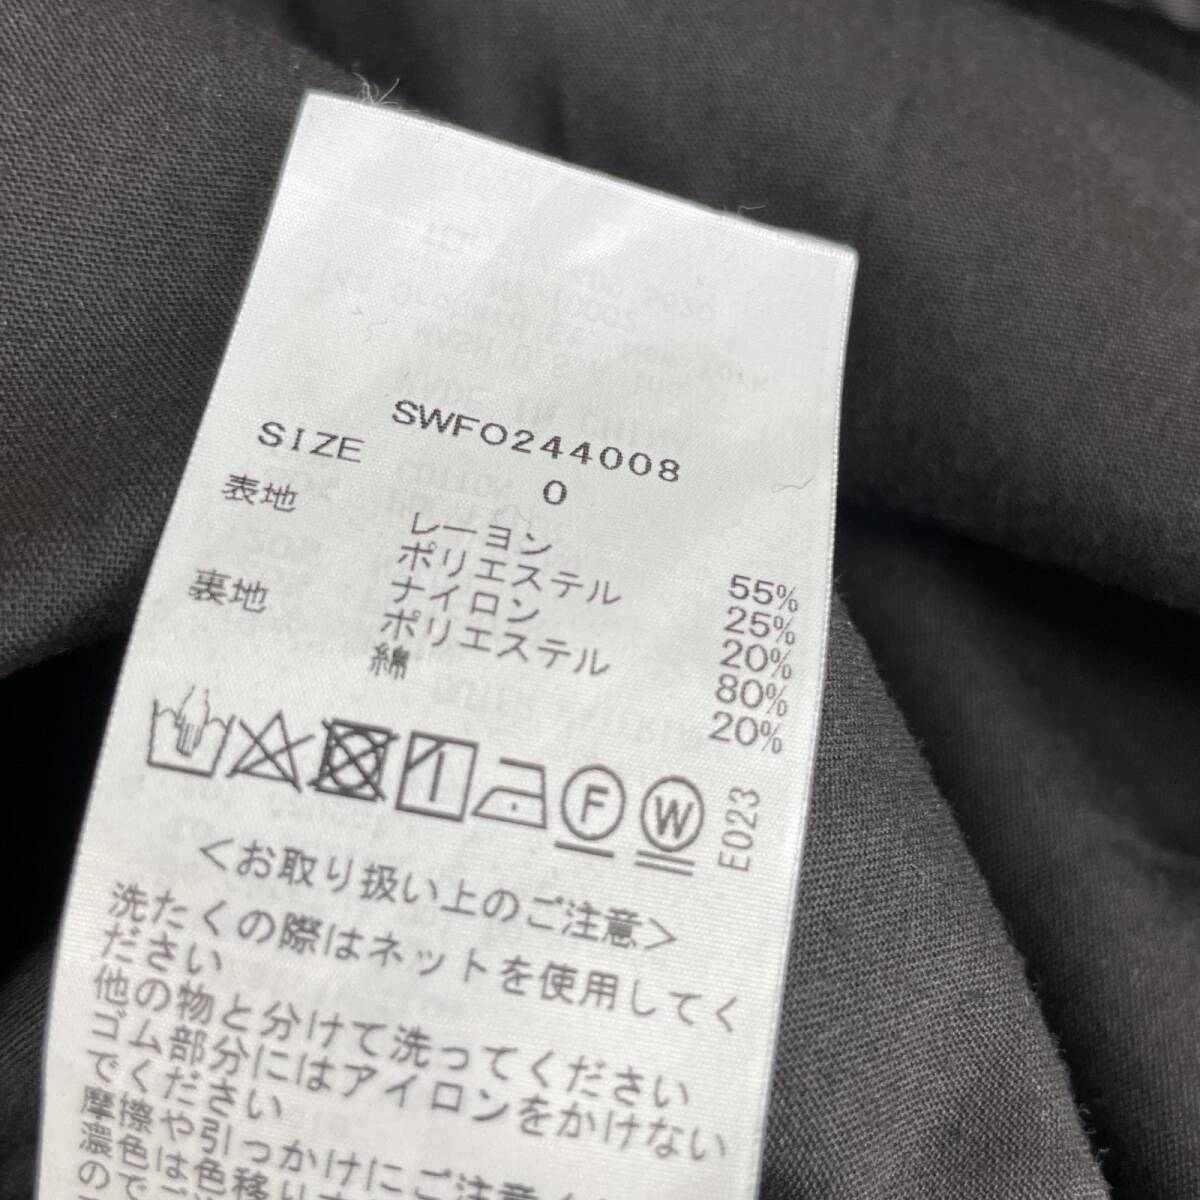 SWFO244008
SIZE 0
表地 レーヨン 55%
ポリエステル 25%
ナイロン 20%
裏地 ポリエステル 80%
綿 20%
F
W
E023
＜お取り扱い上のご注意＞
洗たくの際はネットを使用してく
ださい
他の物と分けて洗ってください
ゴム部分にはアイロンをかけない
でください
摩擦や引っかけにご注意く
濃色は色移り
ので